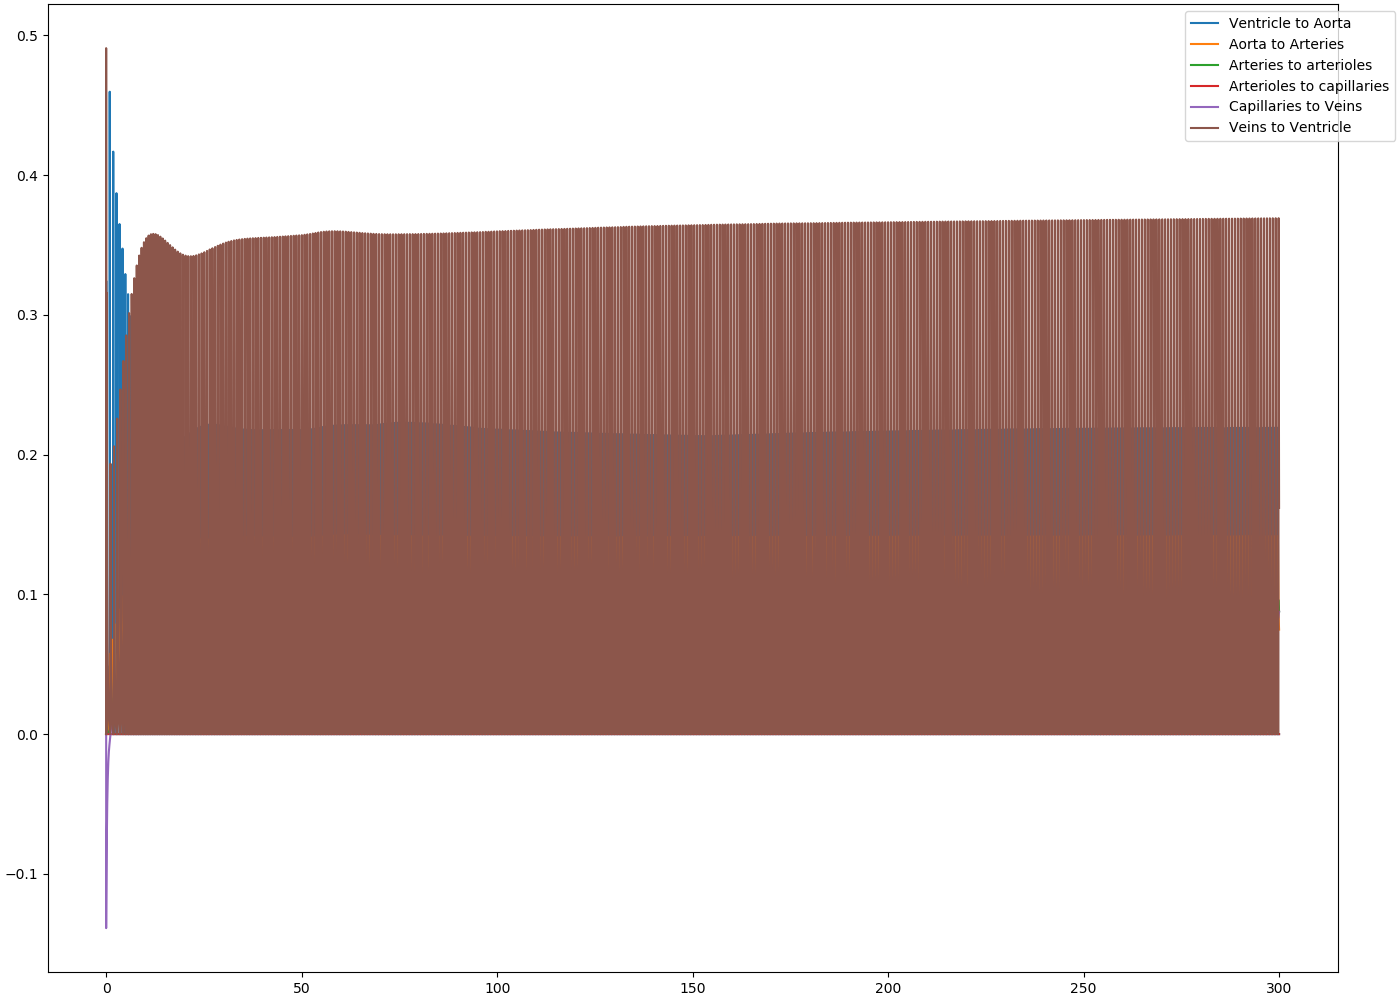 Ventricle to Aorta
Aorta to Arteries
Arteries to arterioles
Arterioles to capillaries
Capillaries to Veins
Veins to Ventricle
0.5
0.4
0.3
0.2
0.1
0.0
−0.1
0 50 100 150 200 250 300